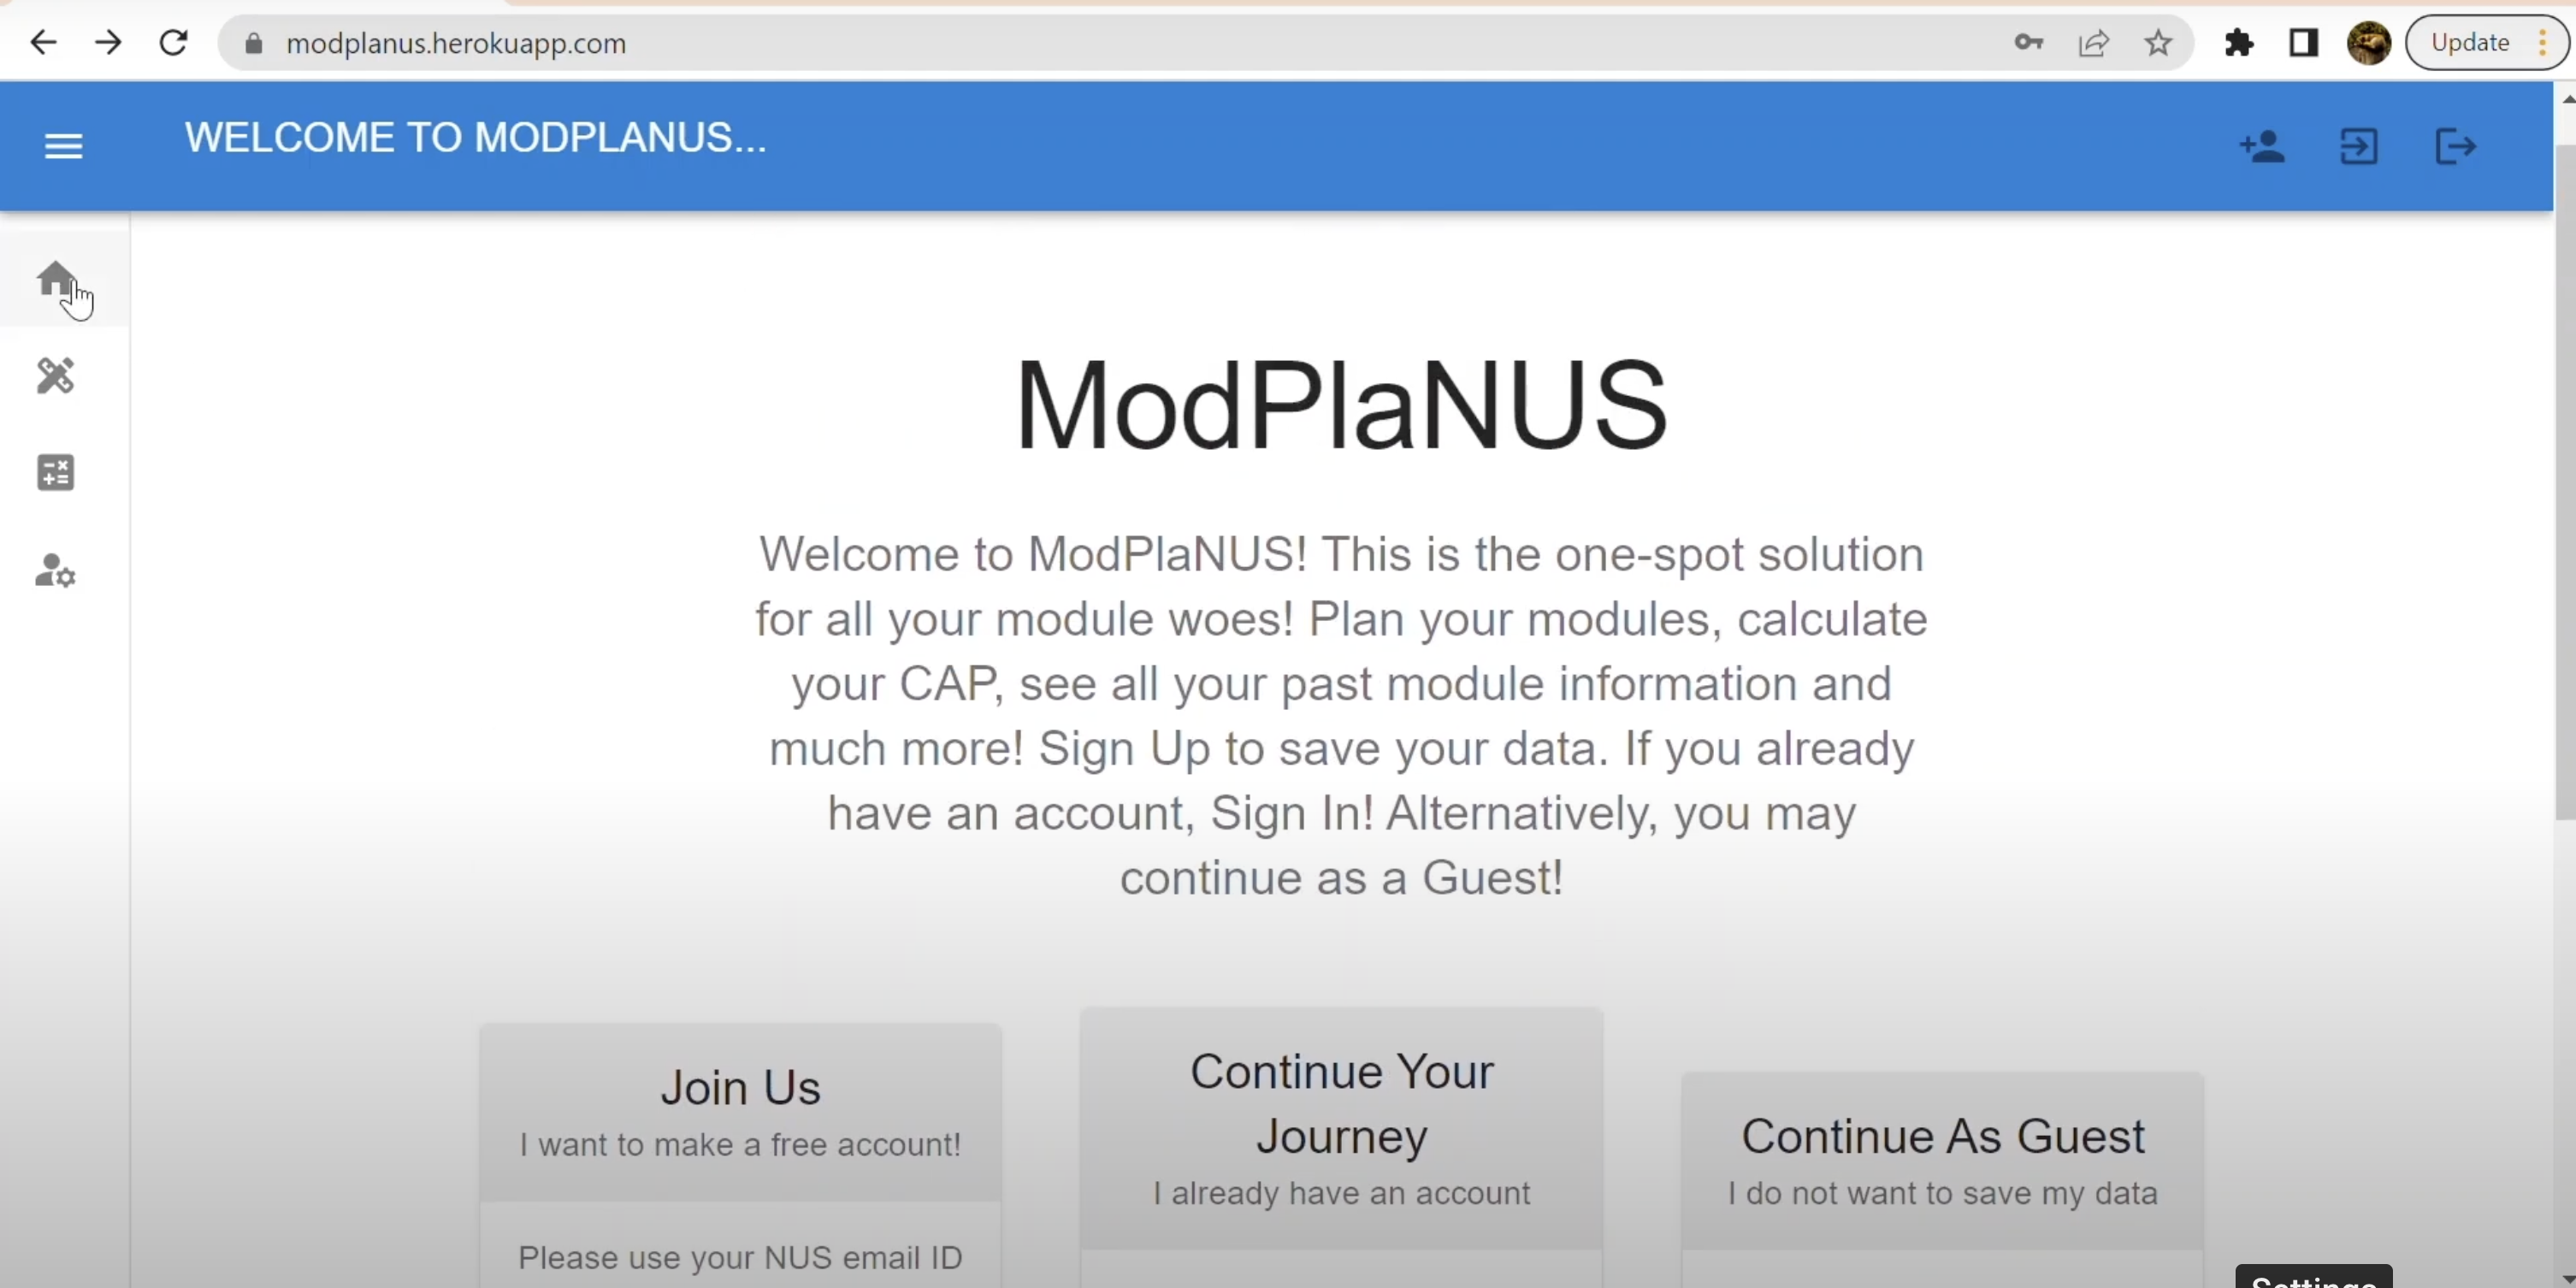 modplanus.herokuapp.com
Update
WELCOME TO MODPLANUS...
ModPlaNUS
Welcome to ModPlaNUS! This is the one-spot solution
for all your module woes! Plan your modules, calculate
your CAP, see all your past module information and
much more! Sign Up to save your data. If you already
have an account, Sign In! Alternatively, you may
continue as a Guest!
Join Us
I want to make a free account!
Please use your NUS email ID
Continue Your
Journey
I already have an account
Continue As Guest
I do not want to save my data
Settings